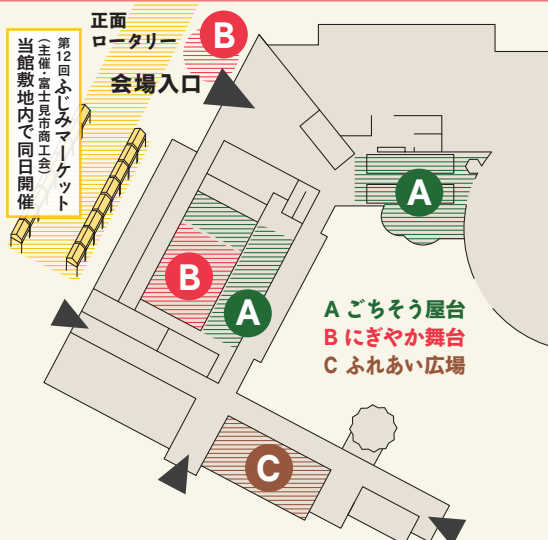 正面
ロータリー
B
会場入口
第12回ふじみマーケット
(主催・富士見市商工会)
当館敷地内で同日開催
A
B
A
A ごちそう屋台
B にぎやか舞台
C ふれあい広場
C